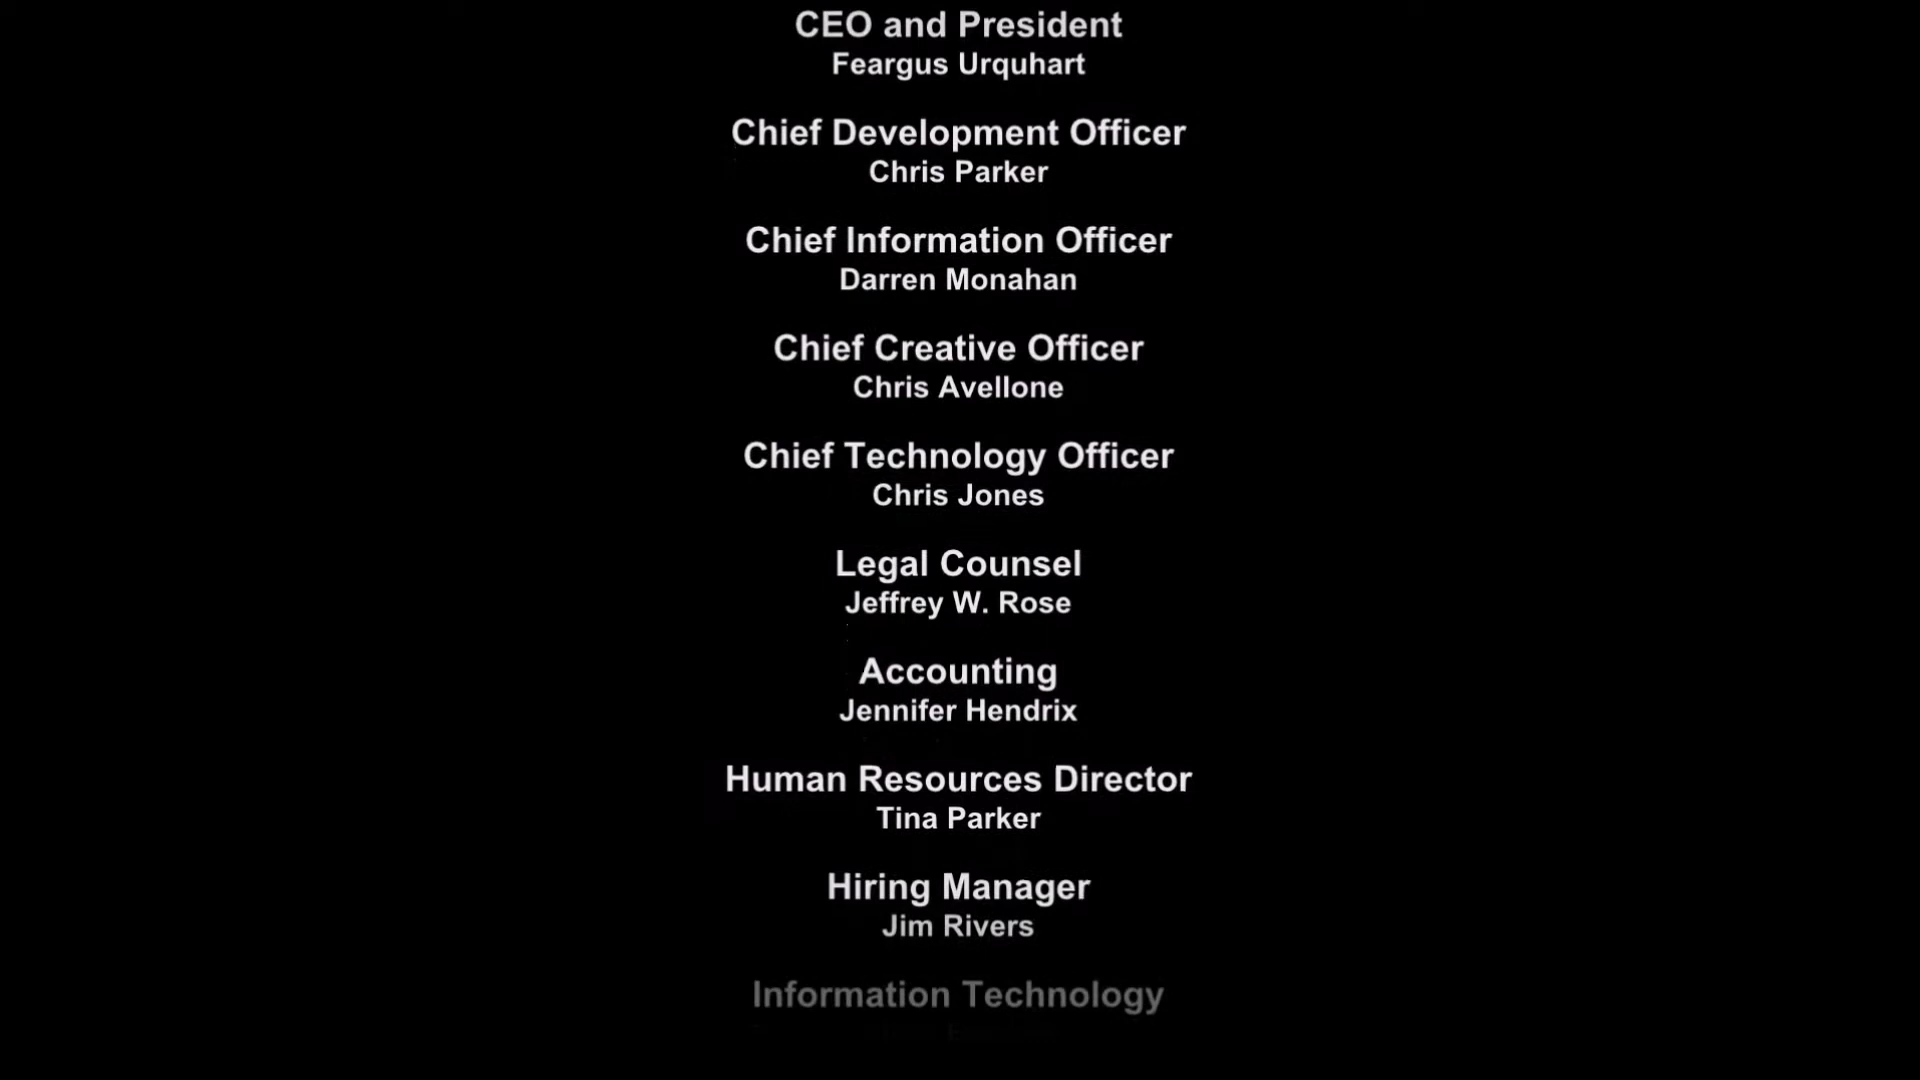 CEO and President
Feargus Urquhart
Chief Development Officer
Chris Parker
Chief Information Officer
Darren Monahan
Chief Creative Officer
Chris Avellone
Chief Technology Officer
Chris Jones
Legal Counsel
Jeffrey W. Rose
Accounting
Jennifer Hendrix
Human Resources Director
Tina Parker
Hiring Manager
Jim Rivers
Information Technology